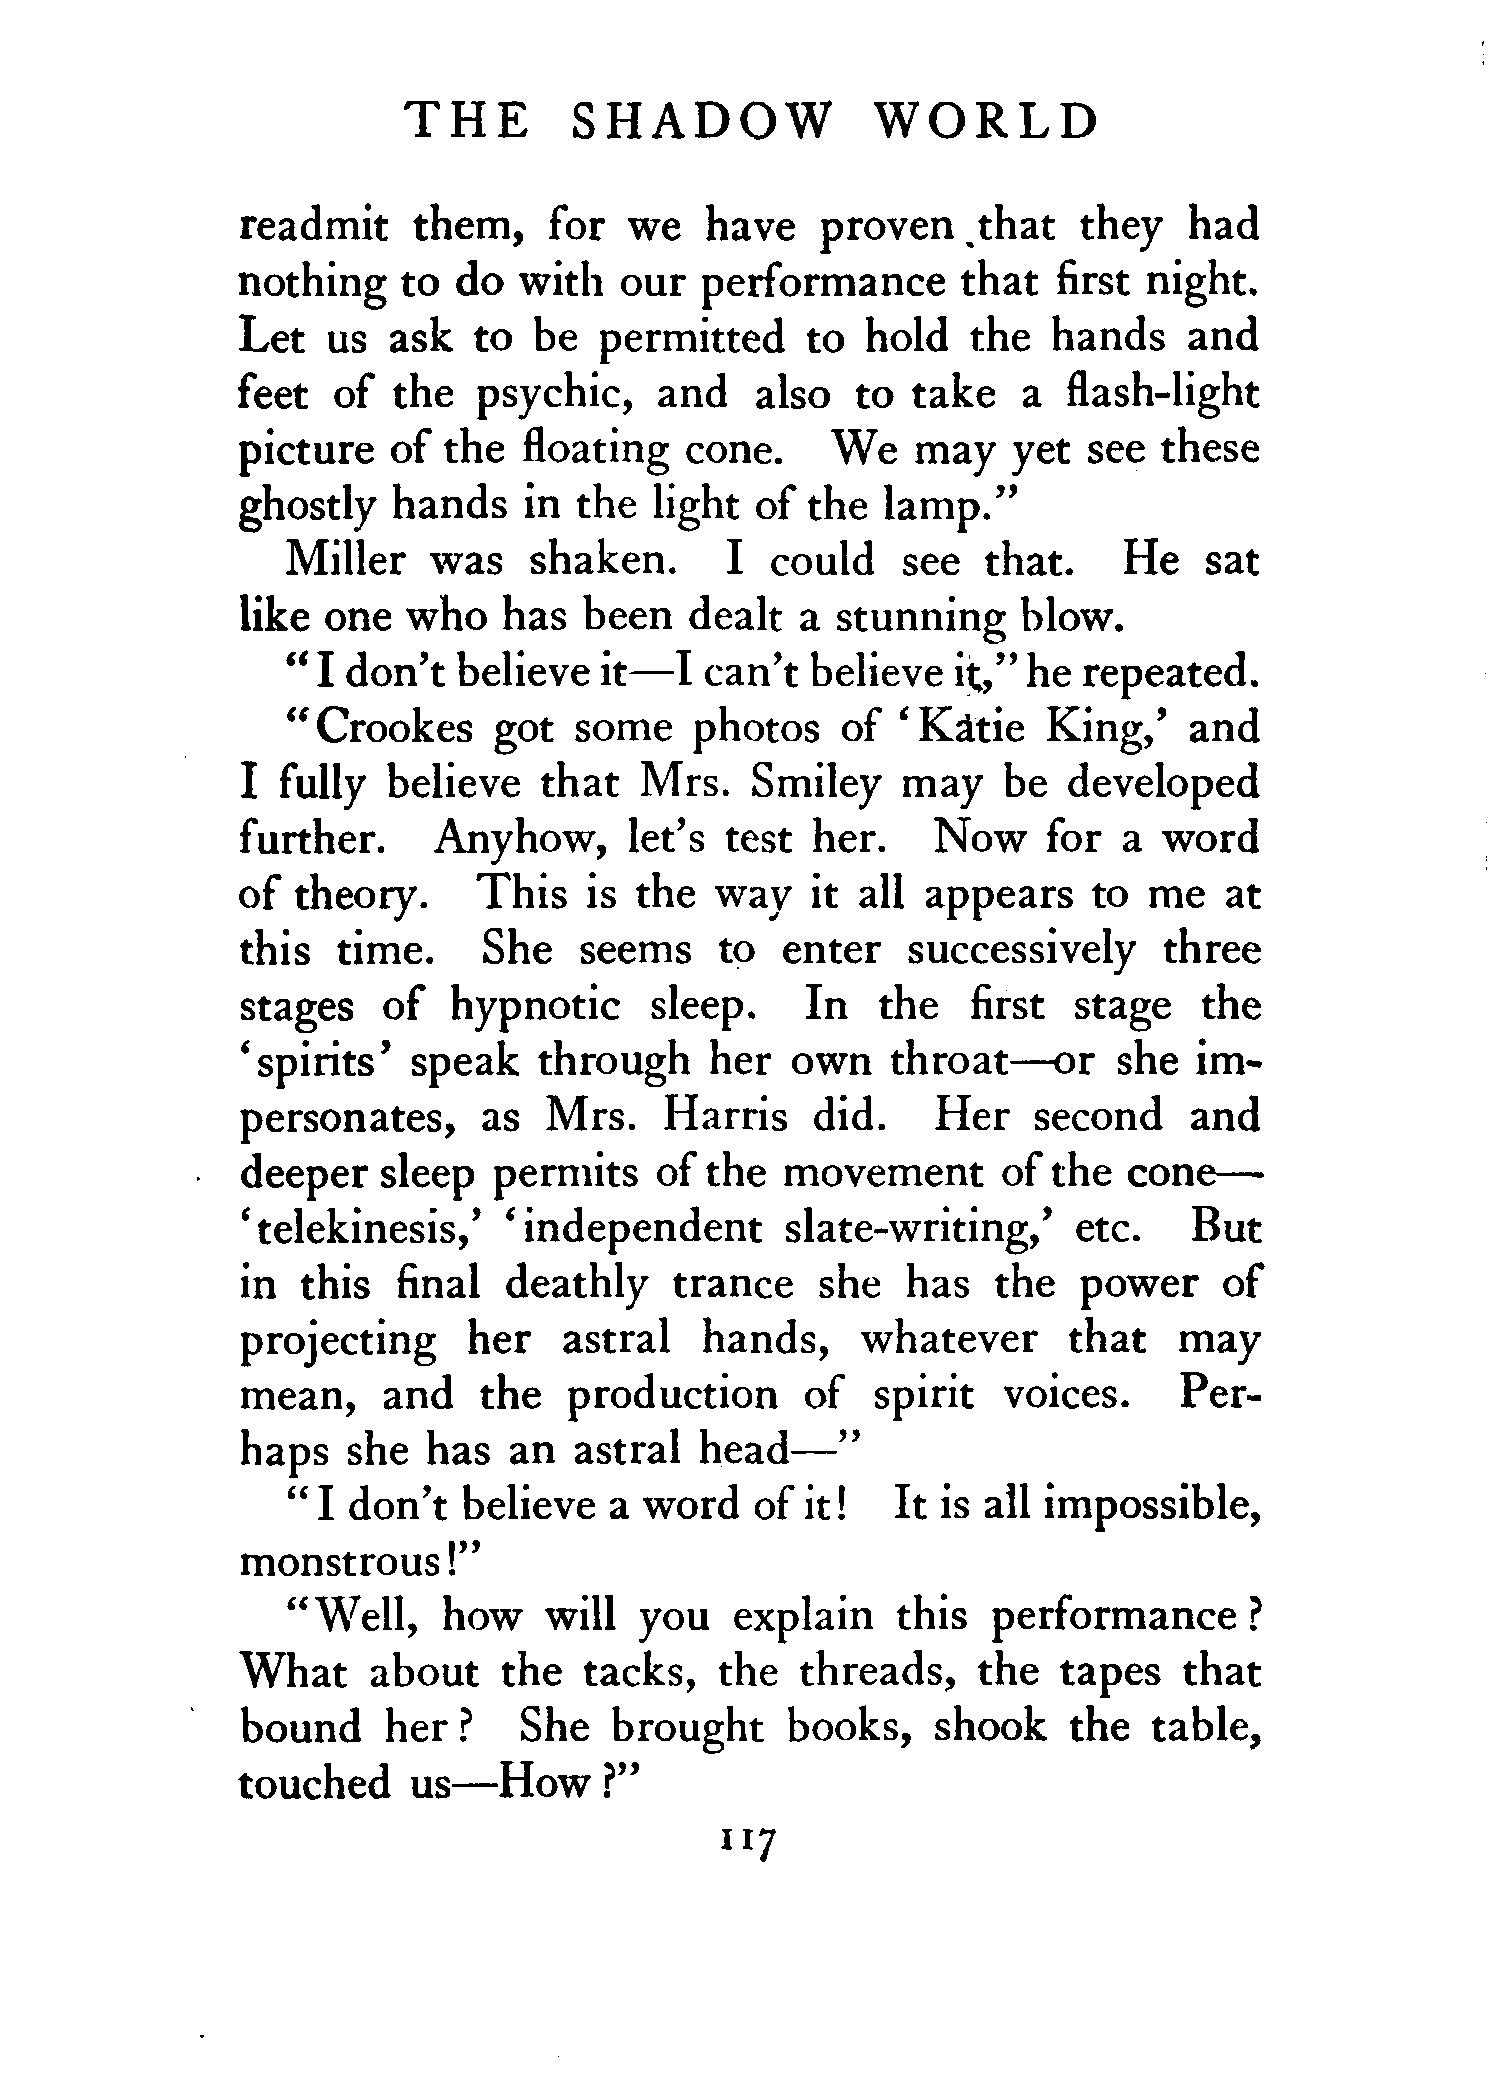 THE SHADOW WORLD
readmit them, for we have proven that they had
nothing to do with our performance that first night.
Let us ask to be permitted to hold the hands and
feet of the psychic, and also to take a flash-light
picture of the floating cone. We may yet see these
ghostly hands in the light of the lamp.”
Miller was shaken. I could see that. He sat
like one who has been dealt a stunning blow.
“I don’t believe it—I can’t believe it,” he repeated.
“Crookes got some photos of ‘Katie King,’ and
I fully believe that Mrs. Smiley may be developed
further. Anyhow, let’s test her. Now for a word
of theory. This is the way it all appears to me at
this time. She seems to enter successively three
stages of hypnotic sleep. In the first stage the
‘spirits’ speak through her own throat—or she im-
personates, as Mrs. Harris did. Her second and
deeper sleep permits of the movement of the cone—
‘telekinesis,’ ‘independent slate-writing,’ etc. But
in this final deathly trance she has the power of
projecting her astral hands, whatever that may
mean, and the production of spirit voices. Per-
haps she has an astral head—”
“I don’t believe a word of it! It is all impossible,
monstrous!”
“Well, how will you explain this performance?
What about the tacks, the threads, the tapes that
bound her? She brought books, shook the table,
touched us—How?”
117